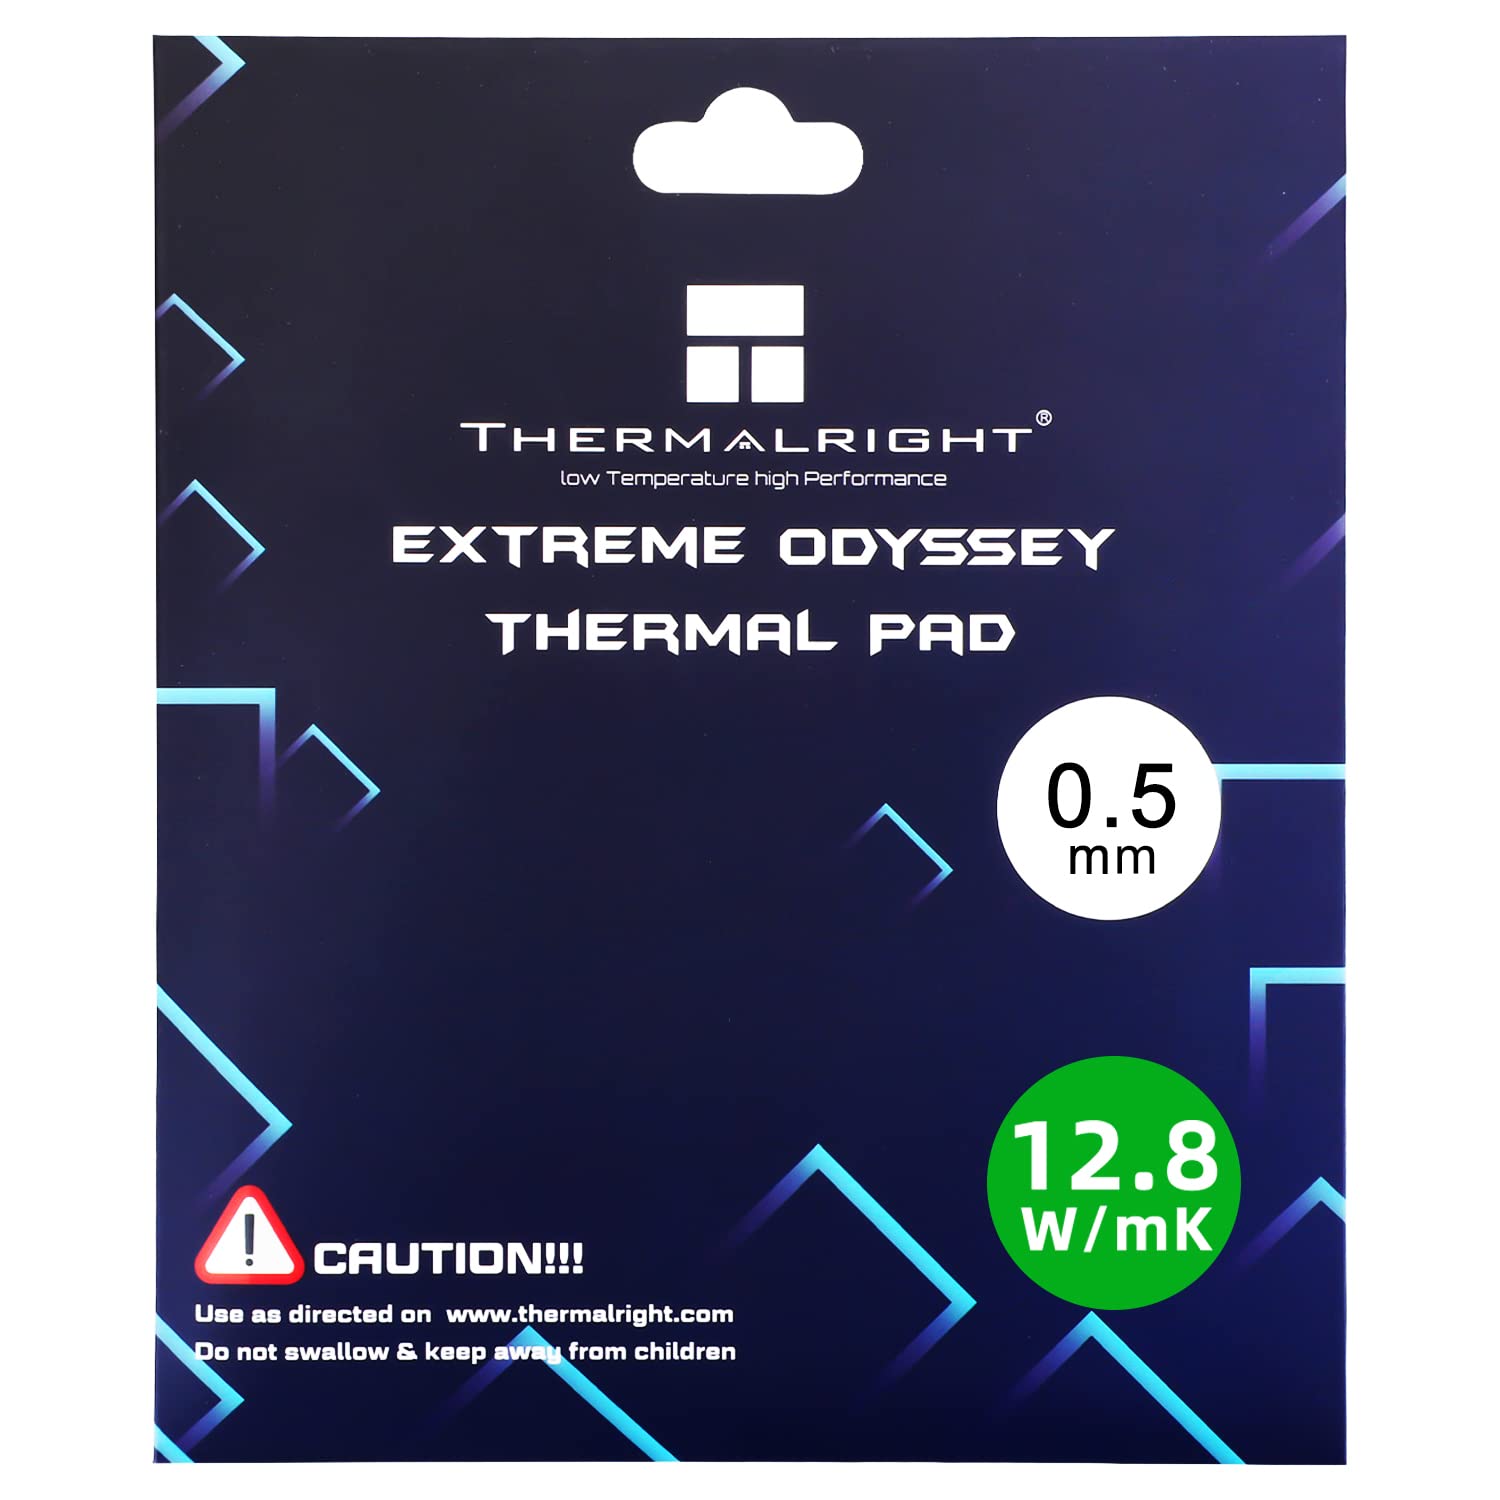 THERMALRIGHT®
low Temperature high Performance
EXTREME ODYSSEY
THERMAL PAD
0.5
mm
12.8
W/mK
CAUTION!!!
Use as directed on www.thermalright.com
Do not swallow & keep away from children